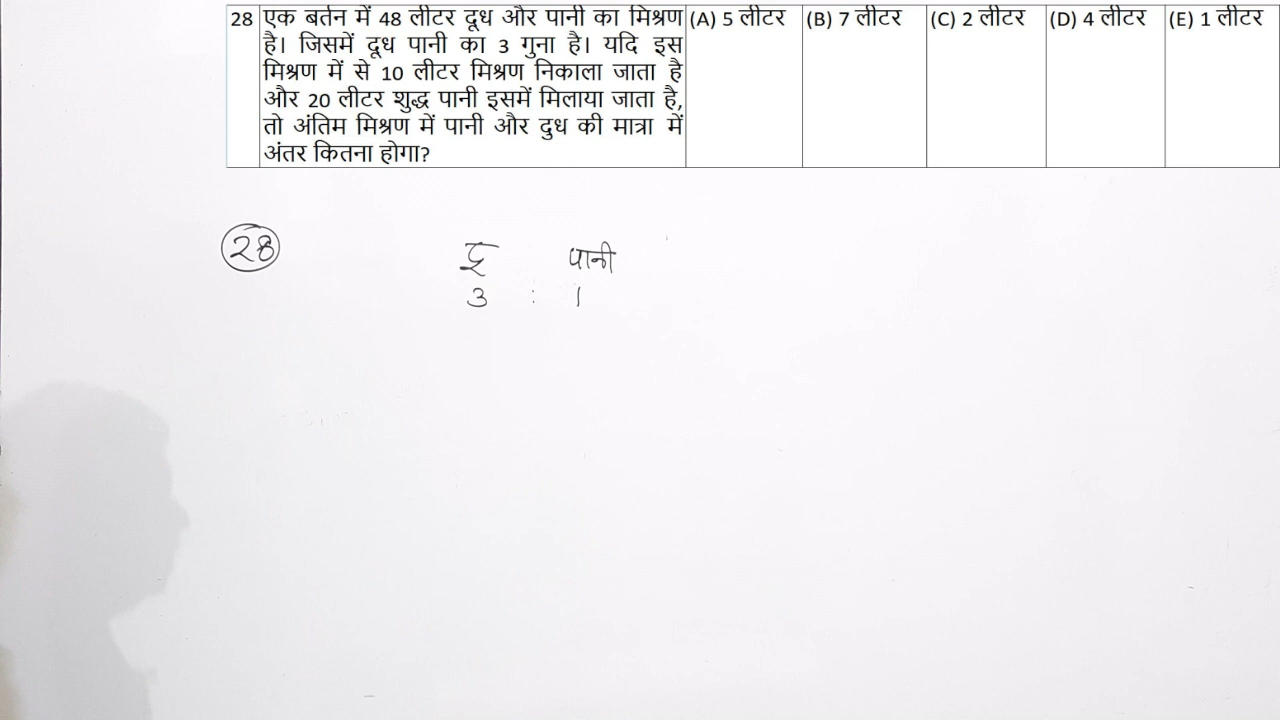 28 एक बर्तन में 48 लीटर दूध और पानी का मिश्रण (A) 5 लीटर (B) 7 लीटर (C) 2 लीटर (D) 4 लीटर (E) 1 लीटर
है। जिसमें दूध पानी का 3 गुना है। यदि इस
मिश्रण में से 10 लीटर मिश्रण निकाला जाता है
और 20 लीटर शुद्ध पानी इसमें मिलाया जाता है,
तो अंतिम मिश्रण में पानी और दुध की मात्रा में
अंतर कितना होगा?
28
दू पानी
3 : 1